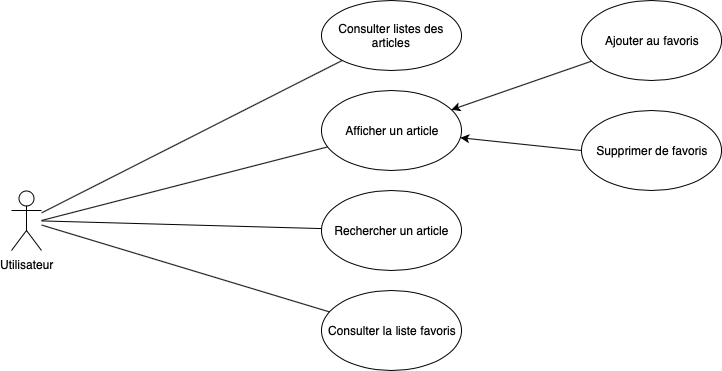 Consulter listes des
articles
Ajouter au favoris
Afficher un article
Supprimer de favoris
Rechercher un article
Utilisateur
Consulter la liste favoris